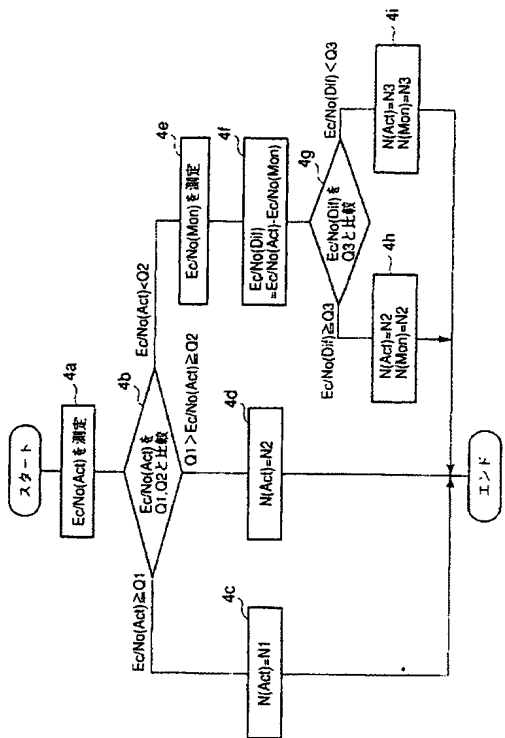 スタート
4a
Ec/No(Act)を測定
4b
Ec/No(Act)を
Q1,Q2と比較
Ec/No(Act)≧Q1
Q1>Ec/No(Act)≧Q2
Ec/No(Act)<Q2
4c
N(Act)=N1
4d
N(Act)=N2
4e
Ec/No(Mon)を測定
4f
Ec/No(Dif)
=Ec/No(Act)-Ec/No(Mon)
4g
Ec/No(Dif)を
Q3と比較
Ec/No(Dif)≧Q3
Ec/No(Dif)<Q3
4h
N(Act)=N2
N(Mon)=N2
4i
N(Act)=N3
N(Mon)=N3
エンド